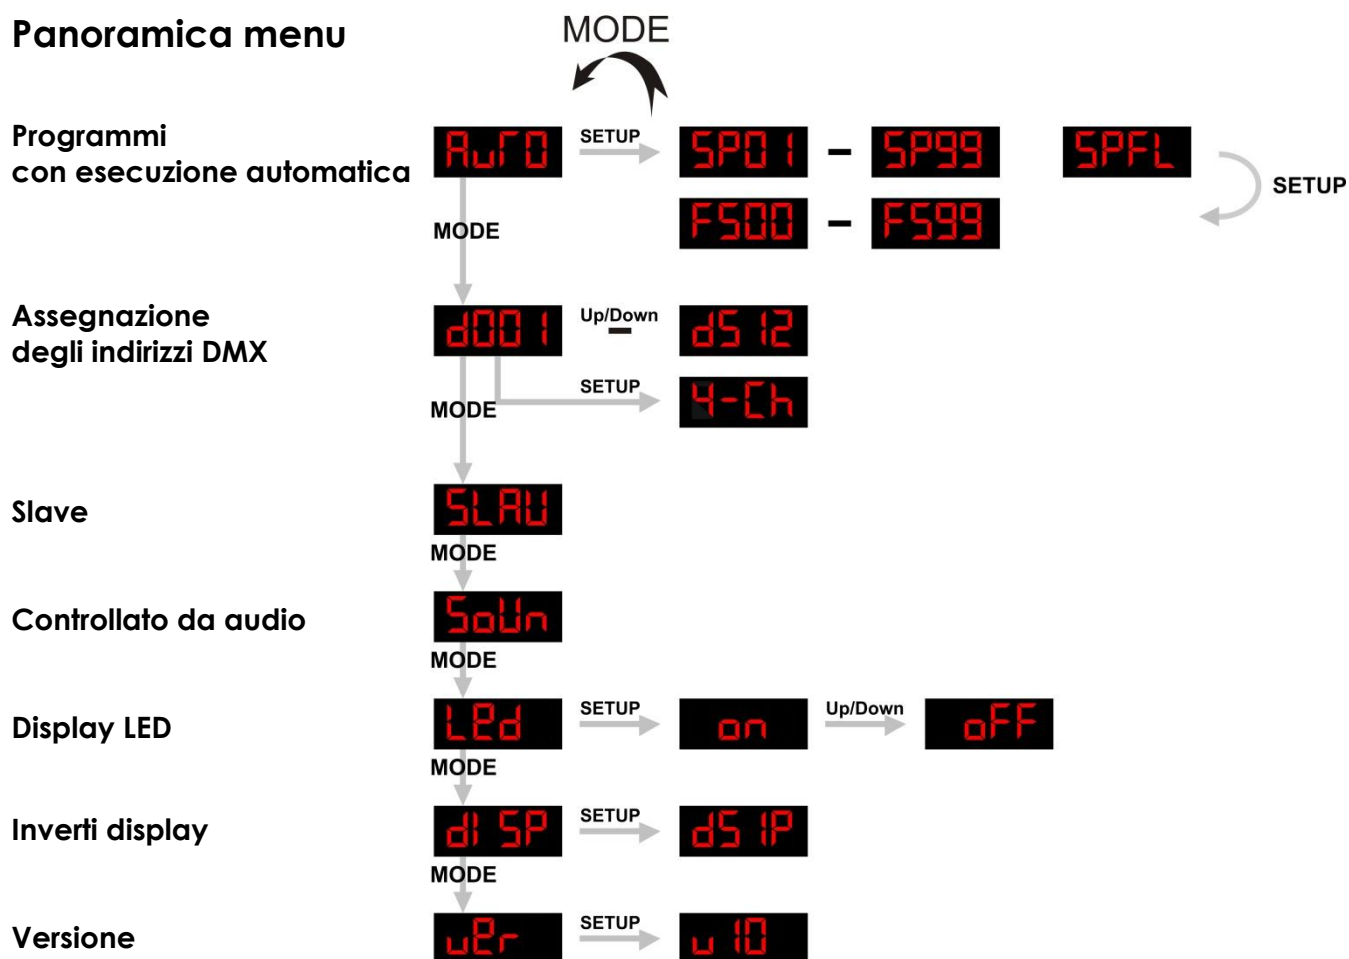 Panoramica menu
MODE
Programmi
con esecuzione automatica
AuTO SETUP SP01 - SP99 SPFL
SETUP
MODE
FS00 - FS99
Assegnazione
degli indirizzi DMX
d001 Up/Down d512
SETUP 4-Ch
MODE
Slave
SLAU
MODE
Controllato da audio
SoUn
MODE
Display LED
Led SETUP on Up/Down oFF
MODE
Inverti display
dISP SETUP dSIP
MODE
Versione
uer SETUP u10